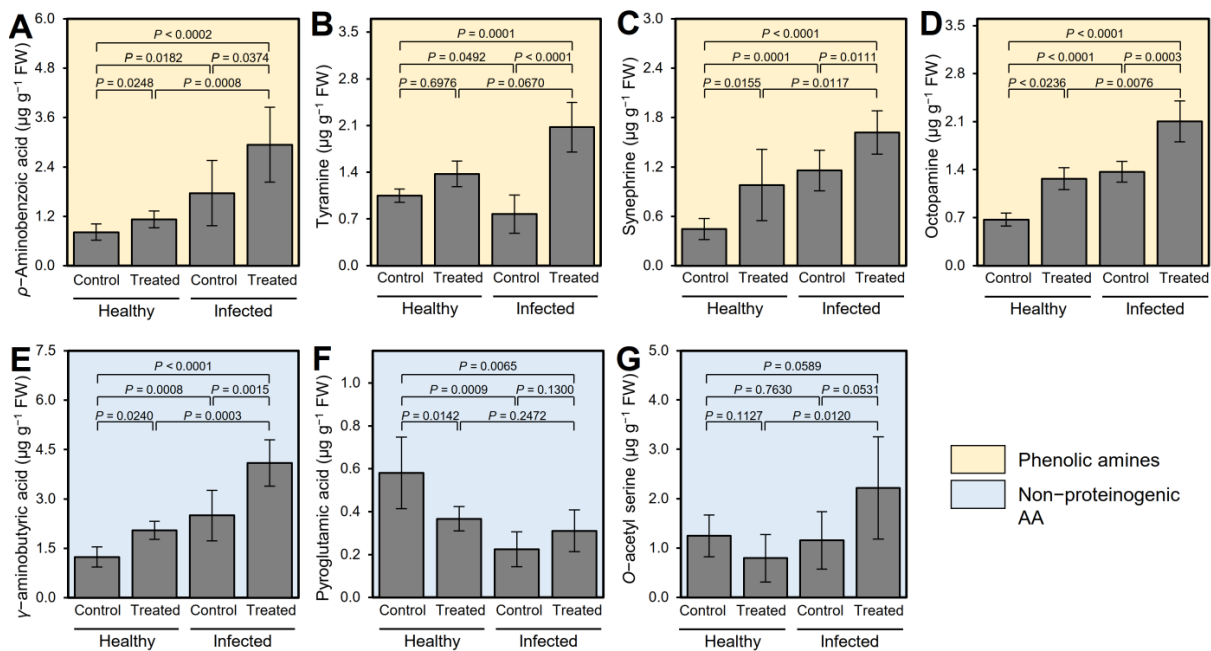 A
ρ−Aminobenzoic acid (µg g⁻¹ FW)
6.0
4.8
3.6
2.4
1.2
0.0
P < 0.0002
P = 0.0182
P = 0.0374
P = 0.0248
P = 0.0008
Control Treated Control Treated
Healthy Infected
B
Tyramine (µg g⁻¹ FW)
3.5
2.8
2.1
1.4
0.7
0.0
P = 0.0001
P = 0.0492
P <0.0001
P = 0.6976
P = 0.0670
Control Treated Control Treated
Healthy Infected
C
Synephrine (µg g⁻¹ FW)
3.0
2.4
1.8
1.2
0.6
0.0
P <0.0001
P = 0.0001
P = 0.0111
P = 0.0155
P = 0.0117
Control Treated Control Treated
Healthy Infected
D
Octopamine (µg g⁻¹ FW)
3.5
2.8
2.1
1.4
0.7
0.0
P <0.0001
P <0.0001
P =0.0003
P <0.0236
P = 0.0076
Control Treated Control Treated
Healthy Infected
E
γ−aminobutyric acid (µg g⁻¹ FW)
7.5
6.0
4.5
3.0
1.5
0.0
P < 0.0001
P = 0.0008
P = 0.0015
P = 0.0240
P = 0.0003
Control Treated Control Treated
Healthy Infected
F
Pyroglutamic acid (µg g⁻¹ FW)
1.0
0.8
0.6
0.4
0.2
0.0
P = 0.0065
P = 0.0009
P = 0.1300
P = 0.0142
P = 0.2472
Control Treated Control Treated
Healthy Infected
G
O−acetyl serine (µg g⁻¹ FW)
5.0
4.0
3.0
2.0
1.0
0.0
P = 0.0589
P = 0.7630
P = 0.0531
P = 0.1127
P = 0.0120
Control Treated Control Treated
Healthy Infected
Phenolic amines
Non−proteinogenic
AA